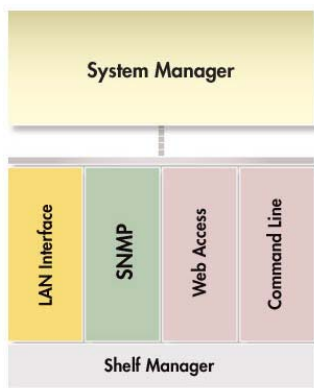 System Manager
LAN Interface
SNMP
Web Access
Command Line
Shelf Manager